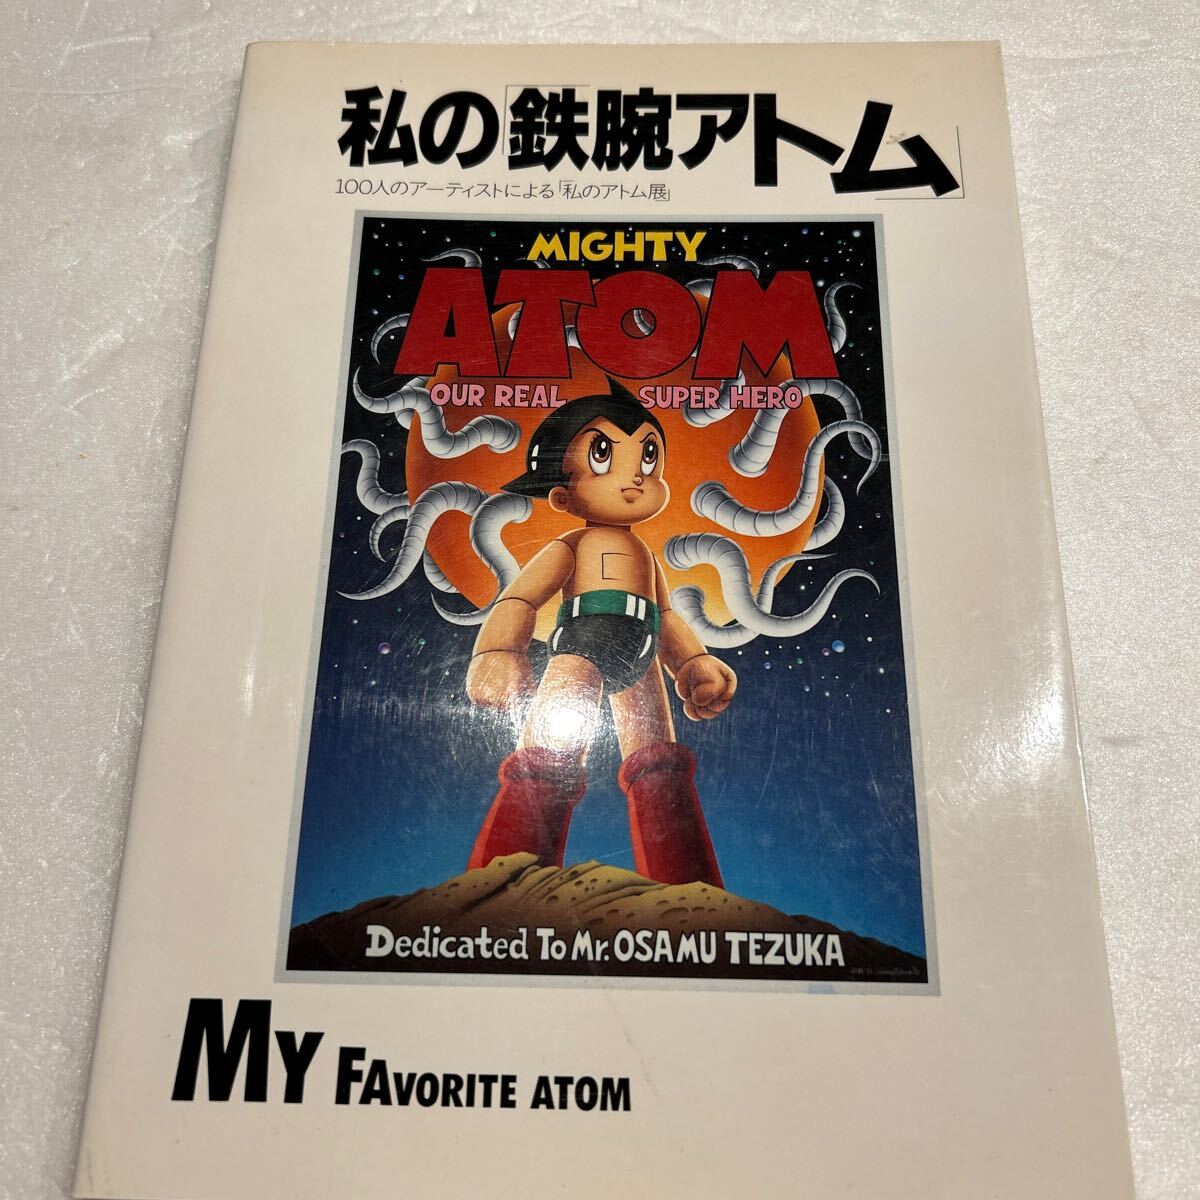 私の「鉄腕アトム」
100人のアーティストによる「私のアトム展」
MIGHTY
ATOM
OUR REAL SUPER HERO
Dedicated To Mr. OSAMU TEZUKA
MY FAVORITE ATOM